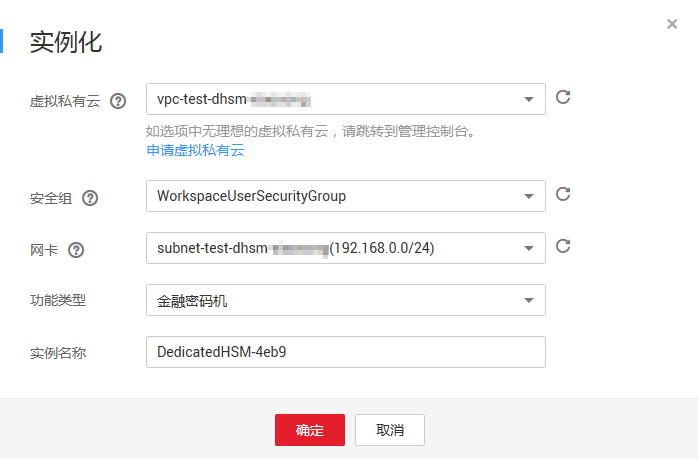 实例化
虚拟私有云
vpc-test-dhsm-
如选项中无理想的虚拟私有云，请跳转到管理控制台。
申请虚拟私有云
安全组
WorkspaceUserSecurityGroup
网卡
subnet-test-dhsm-(192.168.0.0/24)
功能类型
金融密码机
实例名称
DedicatedHSM-4eb9
确定
取消